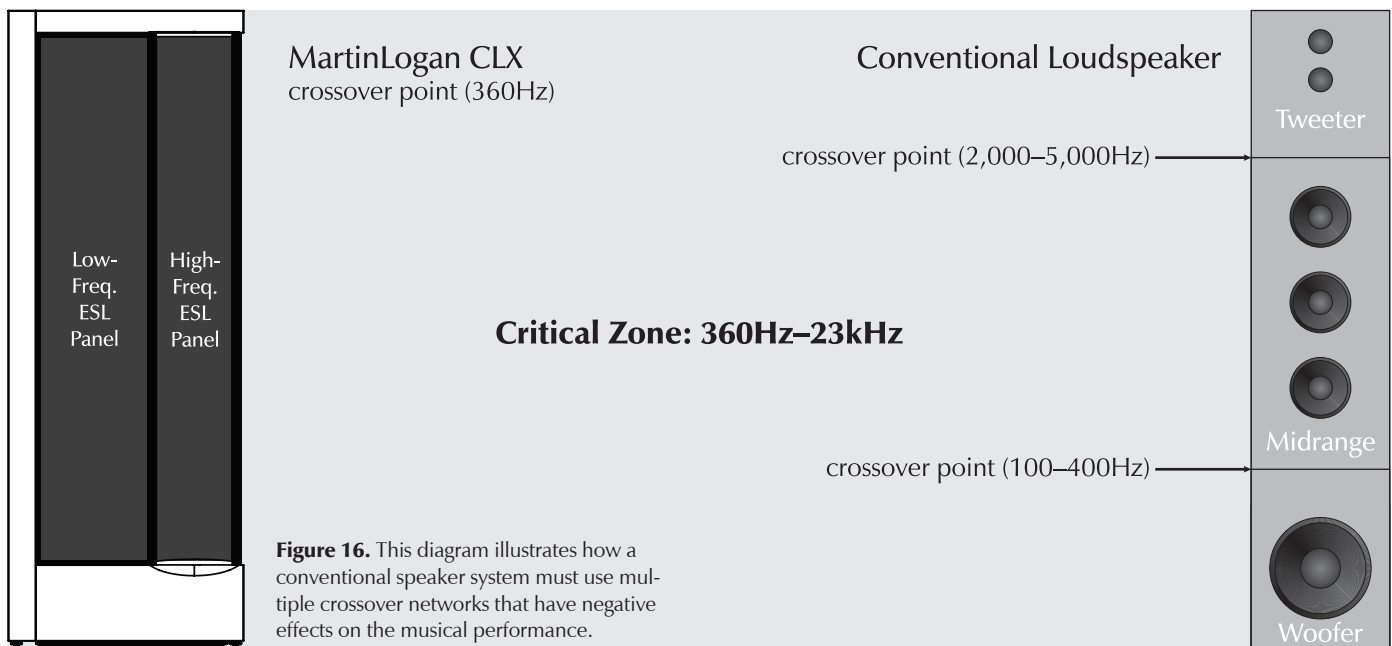 MartinLogan CLX
crossover point (360Hz)
Conventional Loudspeaker
Tweeter
crossover point (2,000–5,000Hz)
Low-
Freq.
ESL
Panel
High-
Freq.
ESL
Panel
Critical Zone: 360Hz–23kHz
Midrange
crossover point (100–400Hz)
Figure 16. This diagram illustrates how a
conventional speaker system must use mul-
tiple crossover networks that have negative
effects on the musical performance.
Woofer